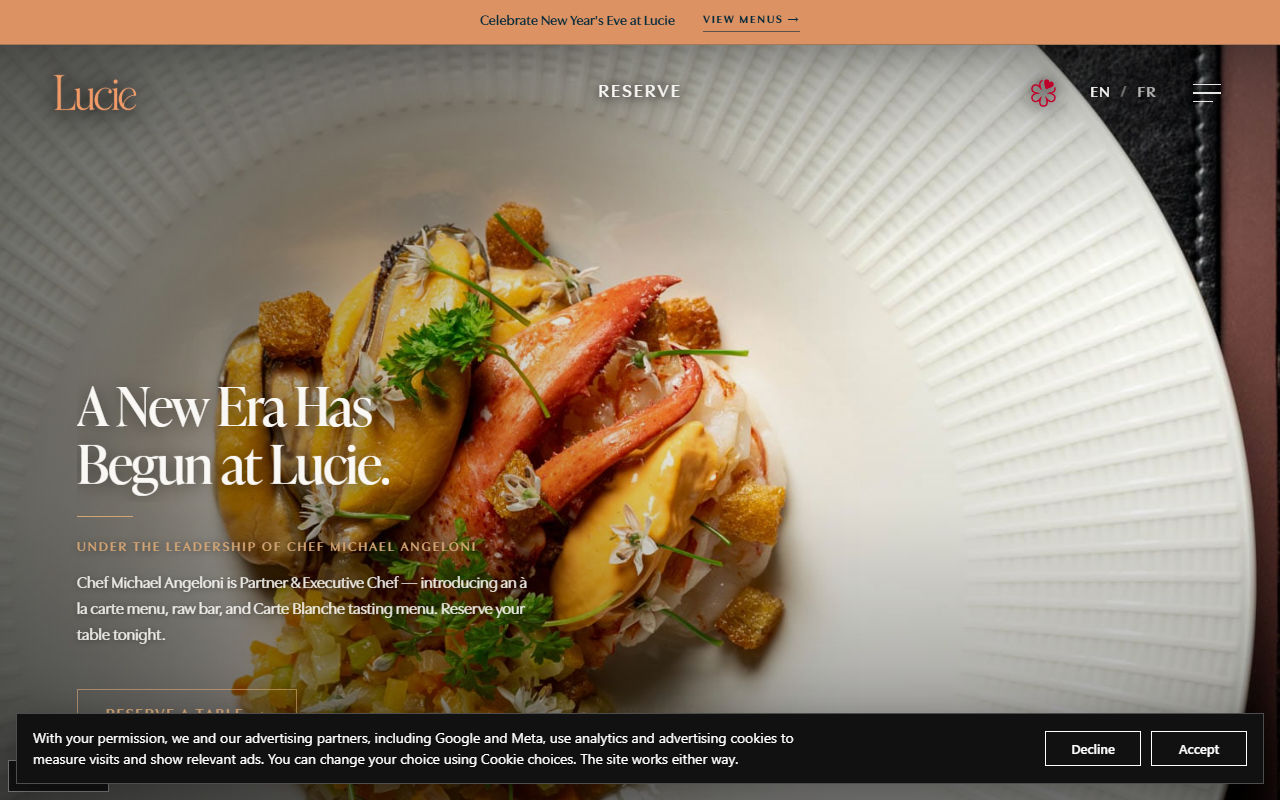 Celebrate New Year's Eve at Lucie
VIEW MENUS →
Lucie
RESERVE
EN / FR
A New Era Has
Begun at Lucie.
UNDER THE LEADERSHIP OF CHEF MICHAEL ANGELONI
Chef Michael Angeloni is Partner & Executive Chef — introducing an à
la carte menu, raw bar, and Carte Blanche tasting menu. Reserve your
table tonight.
RESERVE A TABLE
With your permission, we and our advertising partners, including Google and Meta, use analytics and advertising cookies to
measure visits and show relevant ads. You can change your choice using Cookie choices. The site works either way.
Decline
Accept